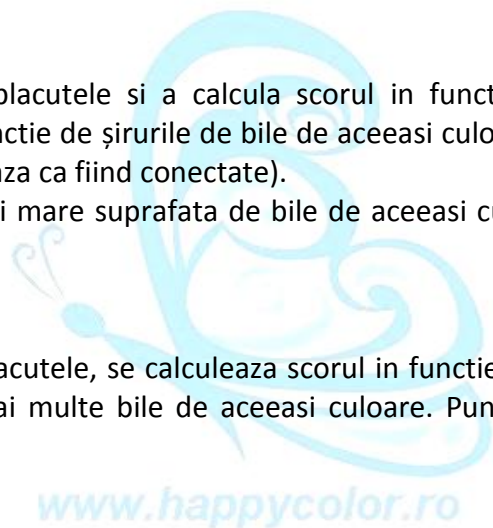 placutele si a calcula scorul in funct
nctie de șirurile de bile de aceeasi culo
aza ca fiind conectate).
i mare suprafata de bile de aceeasi cu
acutele, se calculeaza scorul in functie
ai multe bile de aceeasi culoare. Pun
www.happycolor.ro